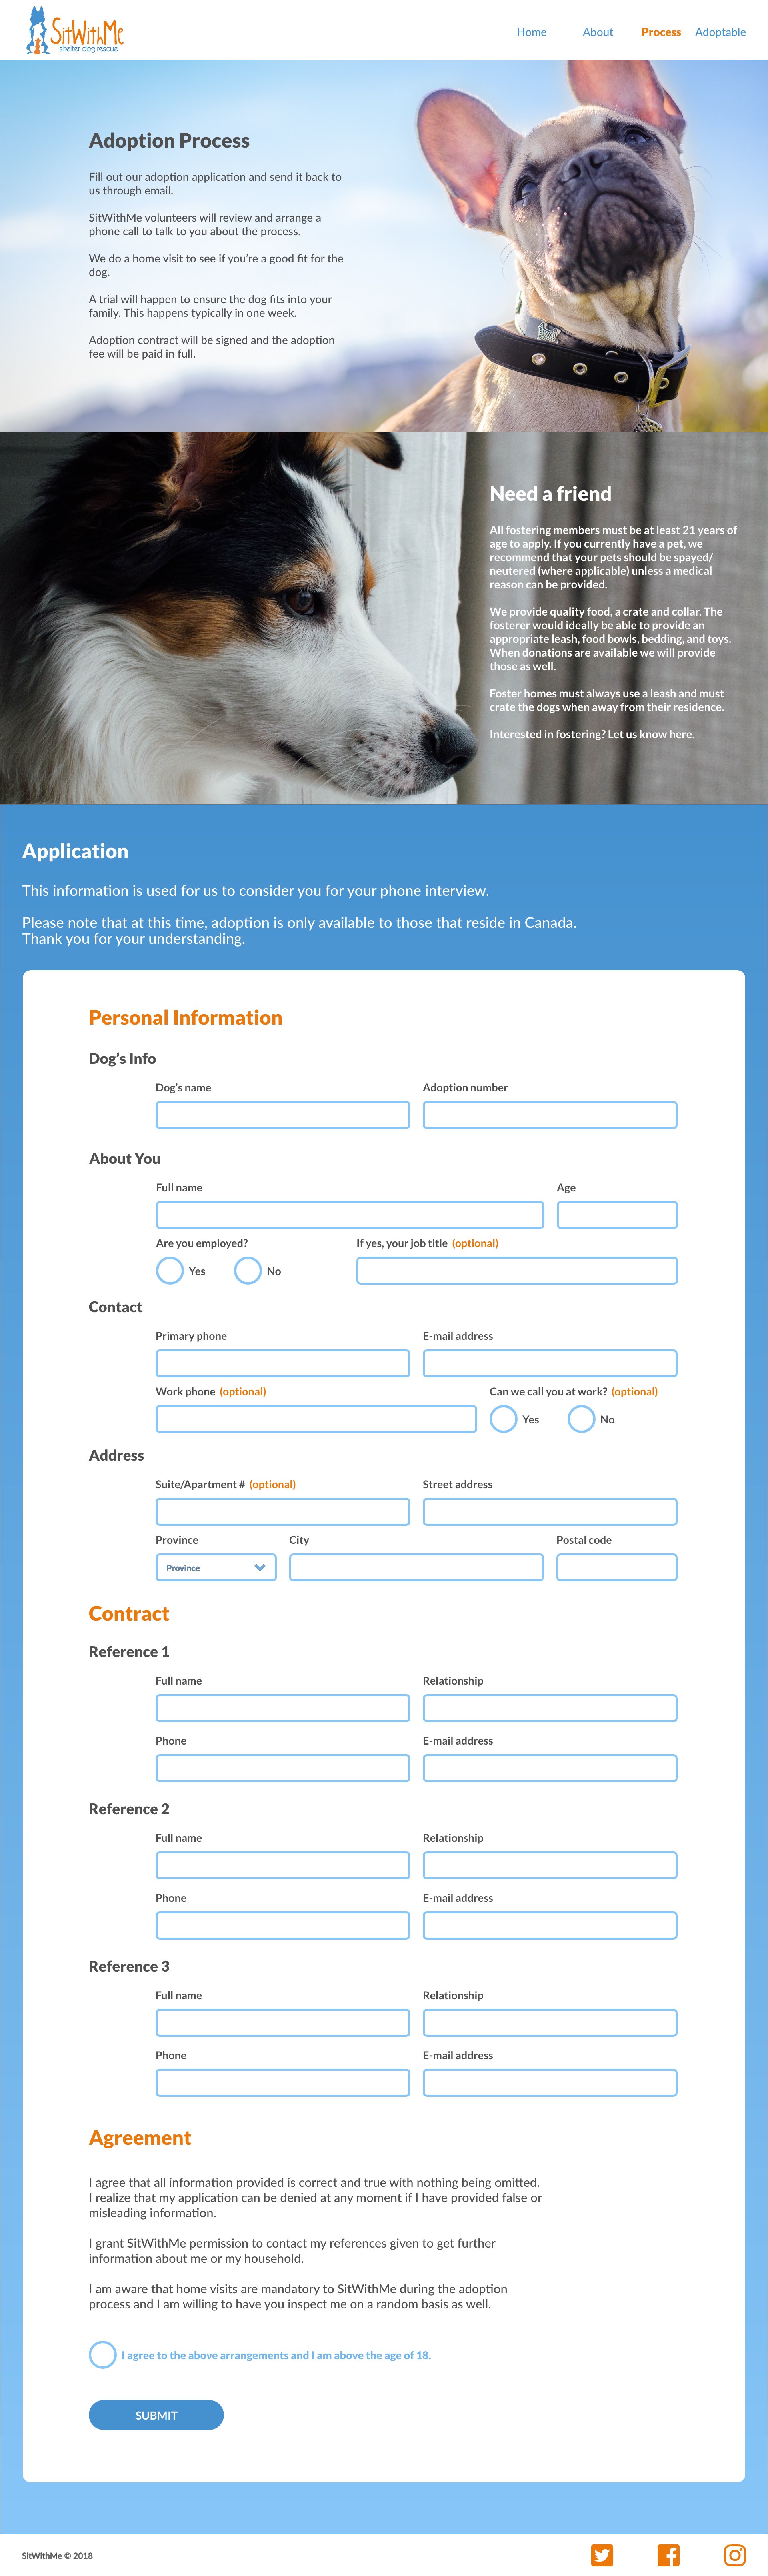 SitWithMe
shelter dog rescue
Home About Process Adoptable
Adoption Process
Fill out our adoption application and send it back to
us through email.
SitWithMe volunteers will review and arrange a
phone call to talk to you about the process.
We do a home visit to see if you're a good fit for the
dog.
A trial will happen to ensure the dog fits into your
family. This happens typically in one week.
Adoption contract will be signed and the adoption
fee will be paid in full.
Need a friend
All fostering members must be at least 21 years of
age to apply. If you currently have a pet, we
recommend that your pets should be spayed/
neutered (where applicable) unless a medical
reason can be provided.
We provide quality food, a crate and collar. The
fosterer would ideally be able to provide an
appropriate leash, food bowls, bedding, and toys.
When donations are available we will provide
those as well.
Foster homes must always use a leash and must
crate the dogs when away from their residence.
Interested in fostering? Let us know here.
Application
This information is used for us to consider you for your phone interview.
Please note that at this time, adoption is only available to those that reside in Canada.
Thank you for your understanding.
Personal Information
Dog's Info
Dog's name Adoption number
About You
Full name Age
Are you employed? If yes, your job title (optional)
Yes No
Contact
Primary phone E-mail address
Work phone (optional) Can we call you at work? (optional)
Yes No
Address
Suite/Apartment # (optional) Street address
Province City Postal code
Province
Contract
Reference 1
Full name Relationship
Phone E-mail address
Reference 2
Full name Relationship
Phone E-mail address
Reference 3
Full name Relationship
Phone E-mail address
Agreement
I agree that all information provided is correct and true with nothing being omitted.
I realize that my application can be denied at any moment if I have provided false or
misleading information.
I grant SitWithMe permission to contact my references given to get further
information about me or my household.
I am aware that home visits are mandatory to SitWithMe during the adoption
process and I am willing to have you inspect me on a random basis as well.
I agree to the above arrangements and I am above the age of 18.
SUBMIT
SitWithMe © 2018